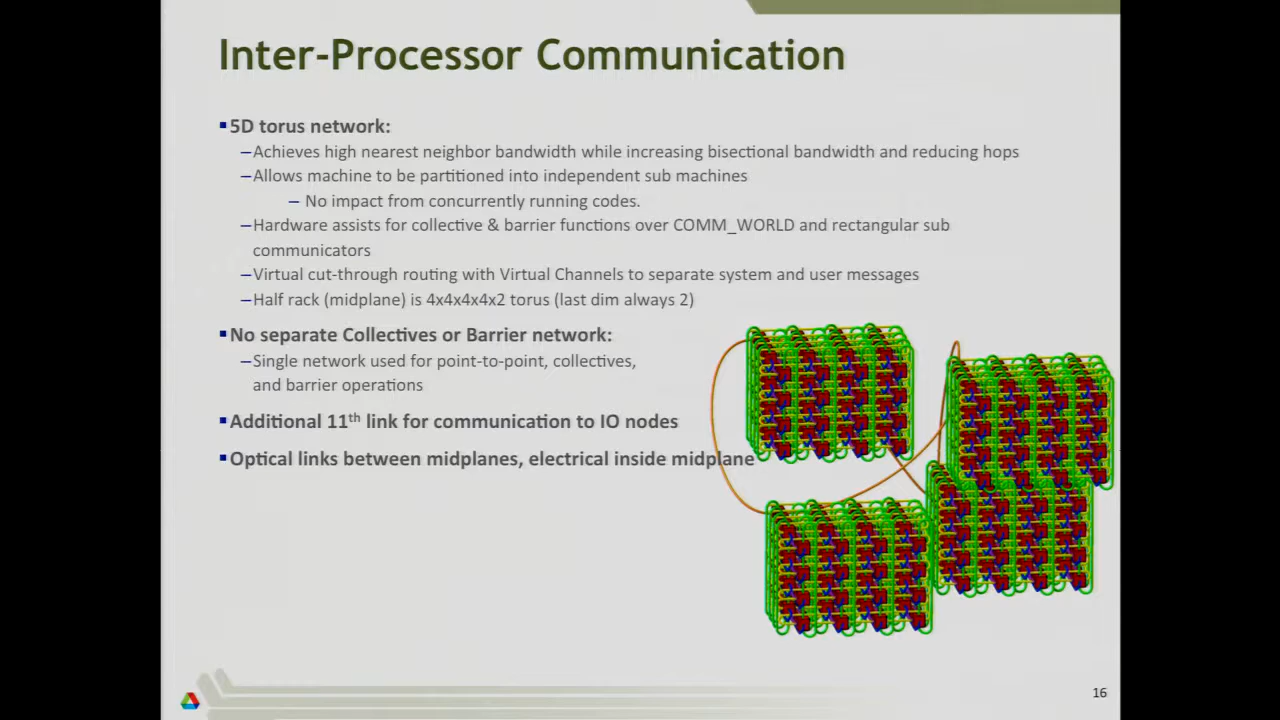 Inter-Processor Communication
▪5D torus network:
–Achieves high nearest neighbor bandwidth while increasing bisectional bandwidth and reducing hops
–Allows machine to be partitioned into independent sub machines
– No impact from concurrently running codes.
–Hardware assists for collective & barrier functions over COMM_WORLD and rectangular sub
communicators
–Virtual cut-through routing with Virtual Channels to separate system and user messages
–Half rack (midplane) is 4x4x4x4x2 torus (last dim always 2)
▪No separate Collectives or Barrier network:
–Single network used for point-to-point, collectives,
and barrier operations
▪Additional 11th link for communication to IO nodes
▪Optical links between midplanes, electrical inside midplane
16